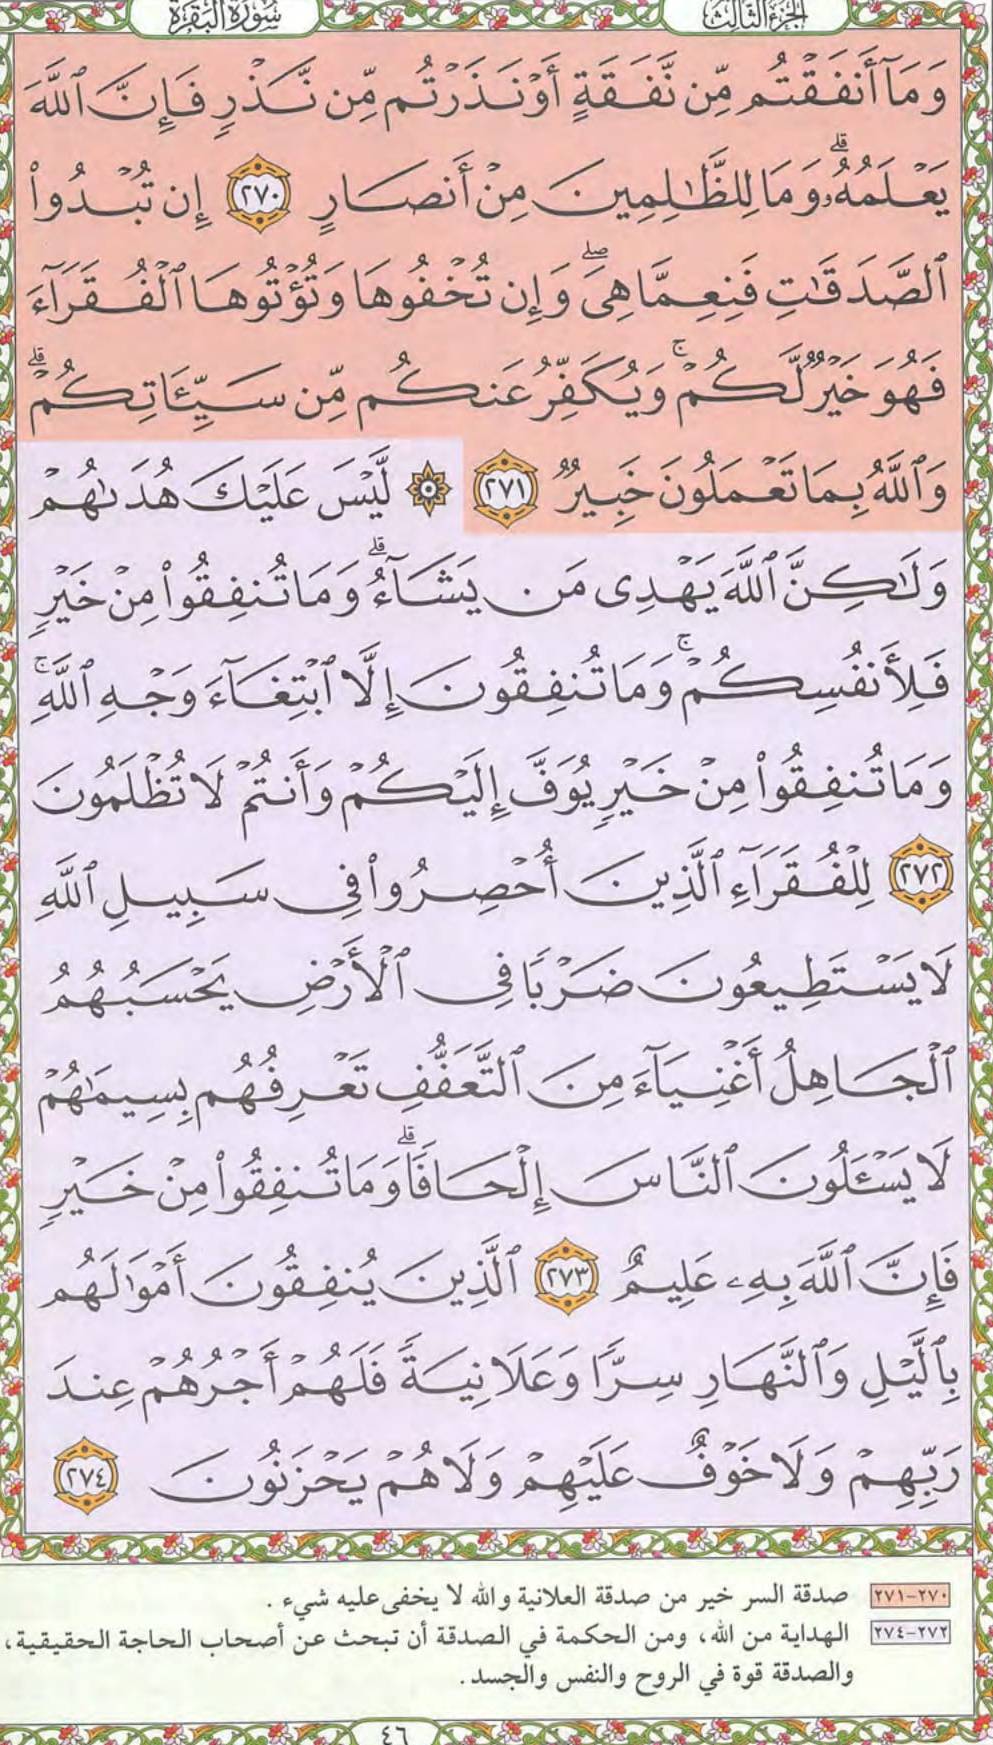 الجزء الثالث
سورة البقرة
وَمَآ أَنفَقْتُم مِّن نَّفَقَةٍ أَوْ نَذَرْتُم مِّن نَّذْرٍ فَإِنَّ ٱللَّهَ
يَعْلَمُهُۥ ۗ وَمَا لِلظَّـٰلِمِينَ مِنْ أَنصَارٍ ٢٧٠ إِن تُبْدُوا۟
ٱلصَّدَقَـٰتِ فَنِعِمَّا هِىَ ۖ وَإِن تُخْفُوهَا وَتُؤْتُوهَا ٱلْفُقَرَآءَ
فَهُوَ خَيْرٌ لَّكُمْ ۚ وَيُكَفِّرُ عَنكُم مِّن سَيِّـَٔاتِكُمْ ۗ
وَٱللَّهُ بِمَا تَعْمَلُونَ خَبِيرٌ ٢٧١ ۞ لَّيْسَ عَلَيْكَ هُدَىٰهُمْ
وَلَـٰكِنَّ ٱللَّهَ يَهْدِى مَن يَشَآءُ ۗ وَمَا تُنفِقُوا۟ مِنْ خَيْرٍ
فَلِأَنفُسِكُمْ ۚ وَمَا تُنفِقُونَ إِلَّا ٱبْتِغَآءَ وَجْهِ ٱللَّهِ ۚ
وَمَا تُنفِقُوا۟ مِنْ خَيْرٍ يُوَفَّ إِلَيْكُمْ وَأَنتُمْ لَا تُظْلَمُونَ
٢٧٢ لِلْفُقَرَآءِ ٱلَّذِينَ أُحْصِرُوا۟ فِى سَبِيلِ ٱللَّهِ
لَا يَسْتَطِيعُونَ ضَرْبًا فِى ٱلْأَرْضِ يَحْسَبُهُمُ
ٱلْجَاهِلُ أَغْنِيَآءَ مِنَ ٱلتَّعَفُّفِ تَعْرِفُهُم بِسِيمَـٰهُمْ
لَا يَسْـَٔلُونَ ٱلنَّاسَ إِلْحَافًا ۗ وَمَا تُنفِقُوا۟ مِنْ خَيْرٍ
فَإِنَّ ٱللَّهَ بِهِۦ عَلِيمٌ ٢٧٣ ٱلَّذِينَ يُنفِقُونَ أَمْوَٰلَهُم
بِٱلَّيْلِ وَٱلنَّهَارِ سِرًّا وَعَلَانِيَةً فَلَهُمْ أَجْرُهُمْ عِندَ
رَبِّهِمْ وَلَا خَوْفٌ عَلَيْهِمْ وَلَا هُمْ يَحْزَنُونَ ٢٧٤
٢٧٠-٢٧١ صدقة السر خير من صدقة العلانية والله لا يخفى عليه شيء .
٢٧٢-٢٧٤ الهداية من الله، ومن الحكمة في الصدقة أن تبحث عن أصحاب الحاجة الحقيقية،
والصدقة قوة في الروح والنفس والجسد .
٤٦